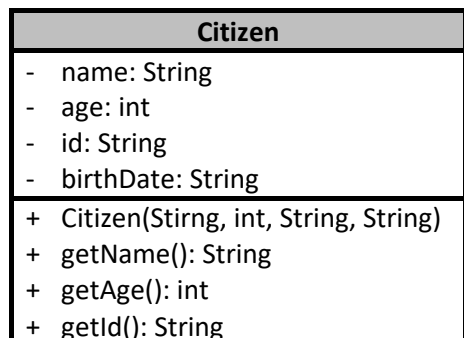 Citizen
- name: String
- age: int
- id: String
- birthDate: String
+ Citizen(Stirng, int, String, String)
+ getName(): String
+ getAge(): int
+ getId(): String